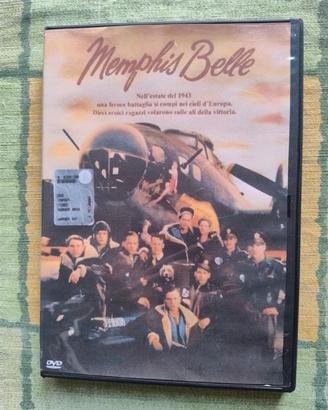 Memphis Belle
Nell'estate del 1943
una feroce battaglia si compì nei cieli d'Europa.
Dieci eroici ragazzi volarono sulle ali della vittoria.
DVD